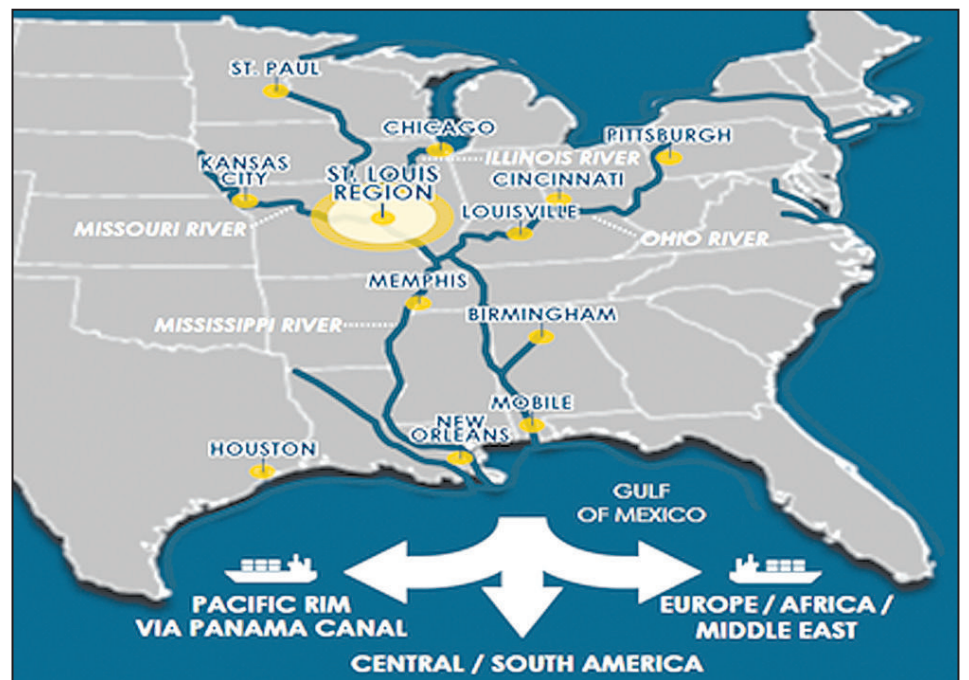 ST. PAUL
CHICAGO
PITTSBURGH
ILLINOIS RIVER
KANSAS
CITY
ST. LOUIS
REGION
CINCINNATI
LOUISVILLE
MISSOURI RIVER
OHIO RIVER
MEMPHIS
BIRMINGHAM
MISSISSIPPI RIVER
MOBILE
NEW
ORLEANS
HOUSTON
GULF
OF MEXICO
PACIFIC RIM
VIA PANAMA CANAL
EUROPE / AFRICA /
MIDDLE EAST
CENTRAL / SOUTH AMERICA